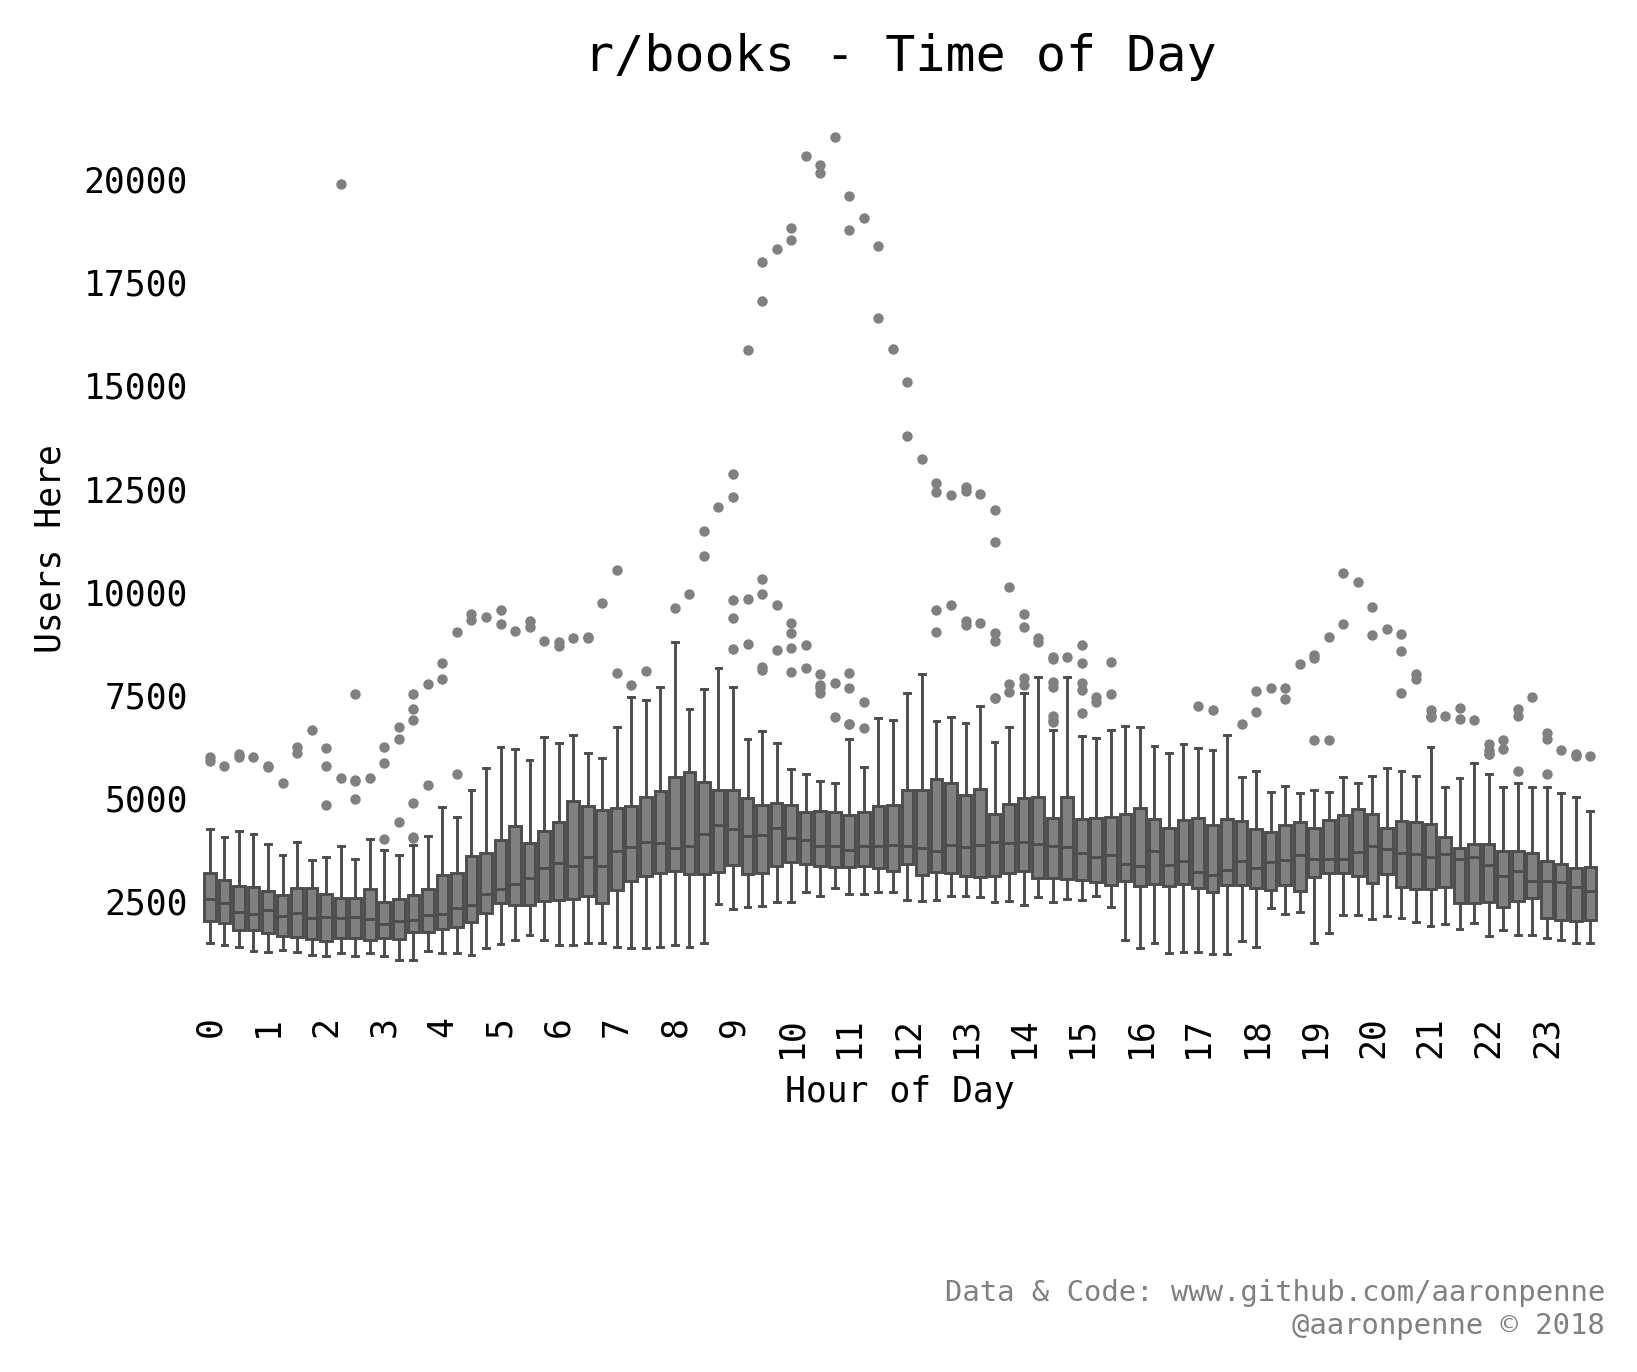 r/books - Time of Day
20000
17500
15000
12500
10000
7500
5000
2500
Users Here
0 1 2 3 4 5 6 7 8 9 10 11 12 13 14 15 16 17 18 19 20 21 22 23
Hour of Day
Data & Code: www.github.com/aaronpenne
@aaronpenne © 2018